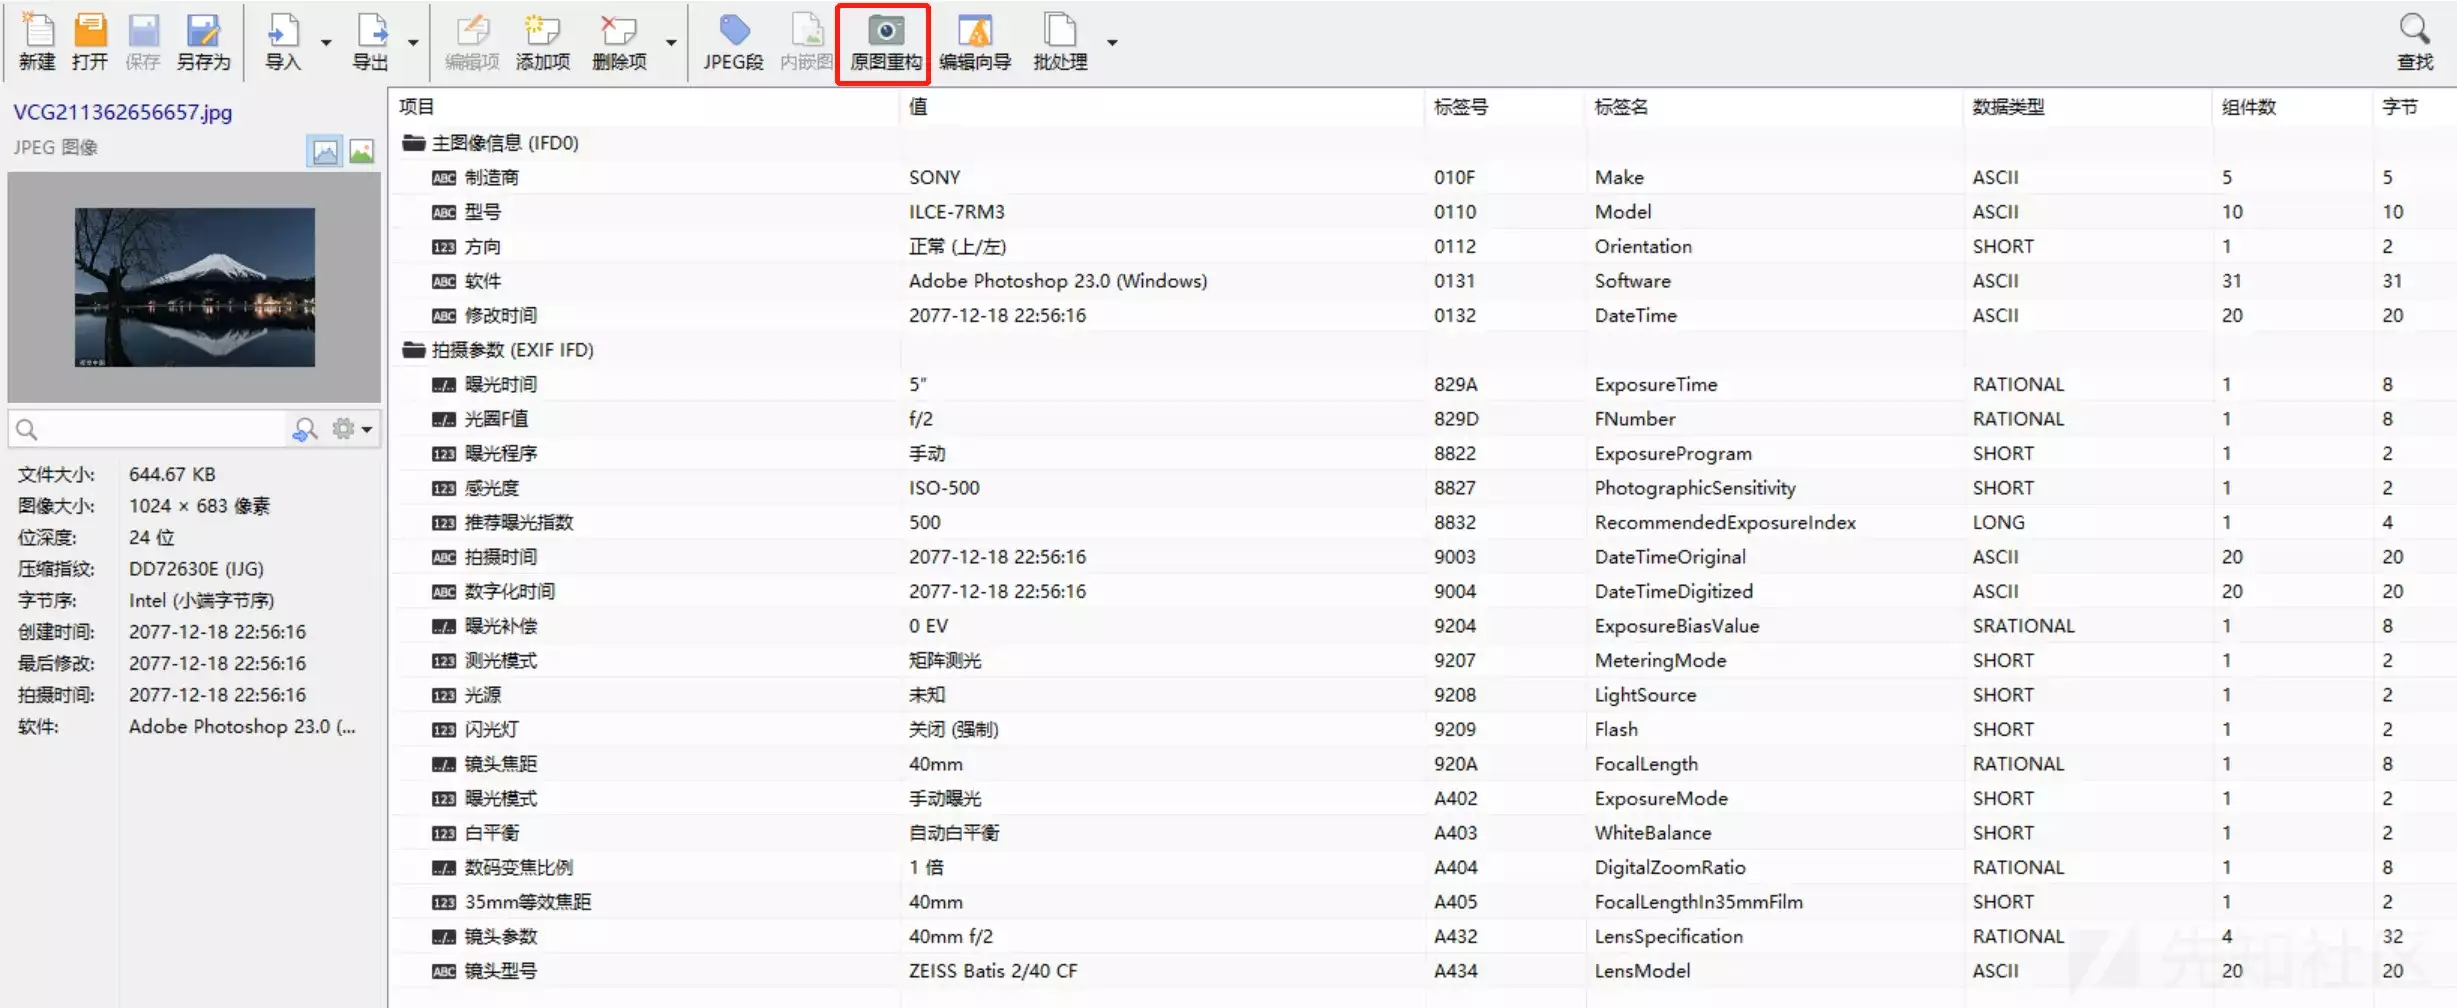 新建 打开 保存 另存为 导入 导出 编辑项 添加项 删除项 JPEG段 内嵌图 原图重构 编辑向导 批处理 查找
VCG211362656657.jpg
JPEG 图像
视觉中国
文件大小: 644.67 KB
图像大小: 1024 × 683 像素
位深度: 24 位
压缩指纹: DD72630E (IJG)
字节序: Intel (小端字节序)
创建时间: 2077-12-18 22:56:16
最后修改: 2077-12-18 22:56:16
拍摄时间: 2077-12-18 22:56:16
软件: Adobe Photoshop 23.0 (...
项目 值 标签号 标签名 数据类型 组件数 字节
主图像信息 (IFD0)
ABC 制造商 SONY 010F Make ASCII 5 5
ABC 型号 ILCE-7RM3 0110 Model ASCII 10 10
123 方向 正常 (上/左) 0112 Orientation SHORT 1 2
ABC 软件 Adobe Photoshop 23.0 (Windows) 0131 Software ASCII 31 31
ABC 修改时间 2077-12-18 22:56:16 0132 DateTime ASCII 20 20
拍摄参数 (EXIF IFD)
../.. 曝光时间 5" 829A ExposureTime RATIONAL 1 8
../.. 光圈F值 f/2 829D FNumber RATIONAL 1 8
123 曝光程序 手动 8822 ExposureProgram SHORT 1 2
123 感光度 ISO-500 8827 PhotographicSensitivity SHORT 1 2
123 推荐曝光指数 500 8832 RecommendedExposureIndex LONG 1 4
ABC 拍摄时间 2077-12-18 22:56:16 9003 DateTimeOriginal ASCII 20 20
ABC 数字化时间 2077-12-18 22:56:16 9004 DateTimeDigitized ASCII 20 20
../.. 曝光补偿 0 EV 9204 ExposureBiasValue SRATIONAL 1 8
123 测光模式 矩阵测光 9207 MeteringMode SHORT 1 2
123 光源 未知 9208 LightSource SHORT 1 2
123 闪光灯 关闭 (强制) 9209 Flash SHORT 1 2
../.. 镜头焦距 40mm 920A FocalLength RATIONAL 1 8
123 曝光模式 手动曝光 A402 ExposureMode SHORT 1 2
123 白平衡 自动白平衡 A403 WhiteBalance SHORT 1 2
../.. 数码变焦比例 1 倍 A404 DigitalZoomRatio RATIONAL 1 8
123 35mm等效焦距 40mm A405 FocalLengthIn35mmFilm SHORT 1 2
../.. 镜头参数 40mm f/2 A432 LensSpecification RATIONAL 4 32
ABC 镜头型号 ZEISS Batis 2/40 CF A434 LensModel ASCII 20 20
先知社区